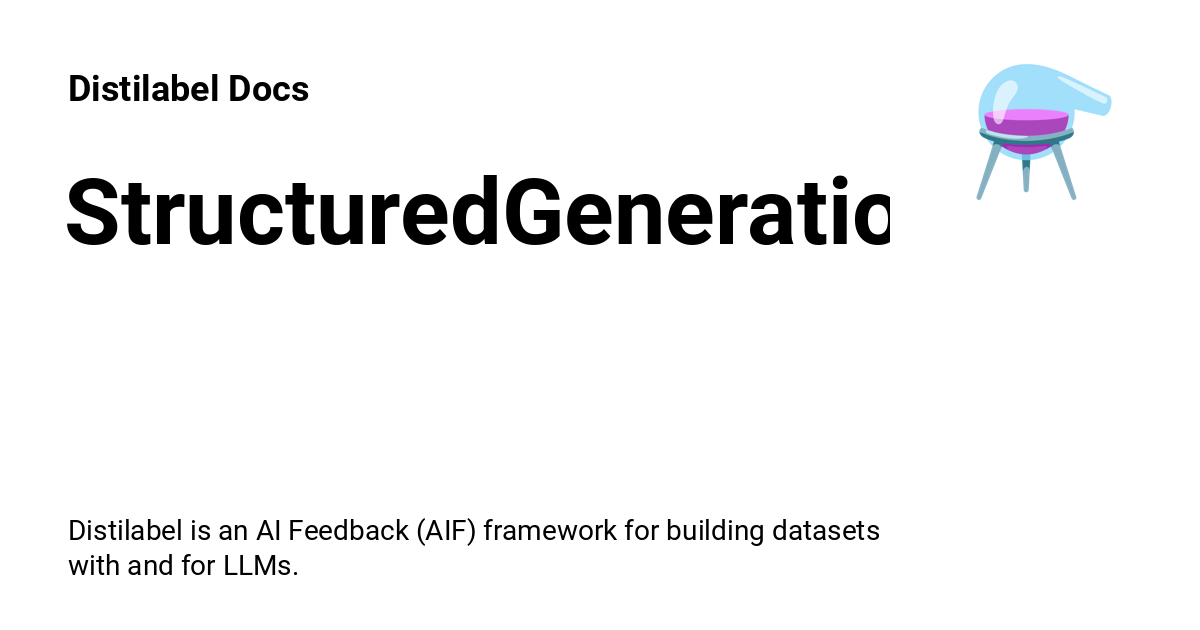 Distilabel Docs
StructuredGeneratio
Distilabel is an AI Feedback (AIF) framework for building datasets
with and for LLMs.